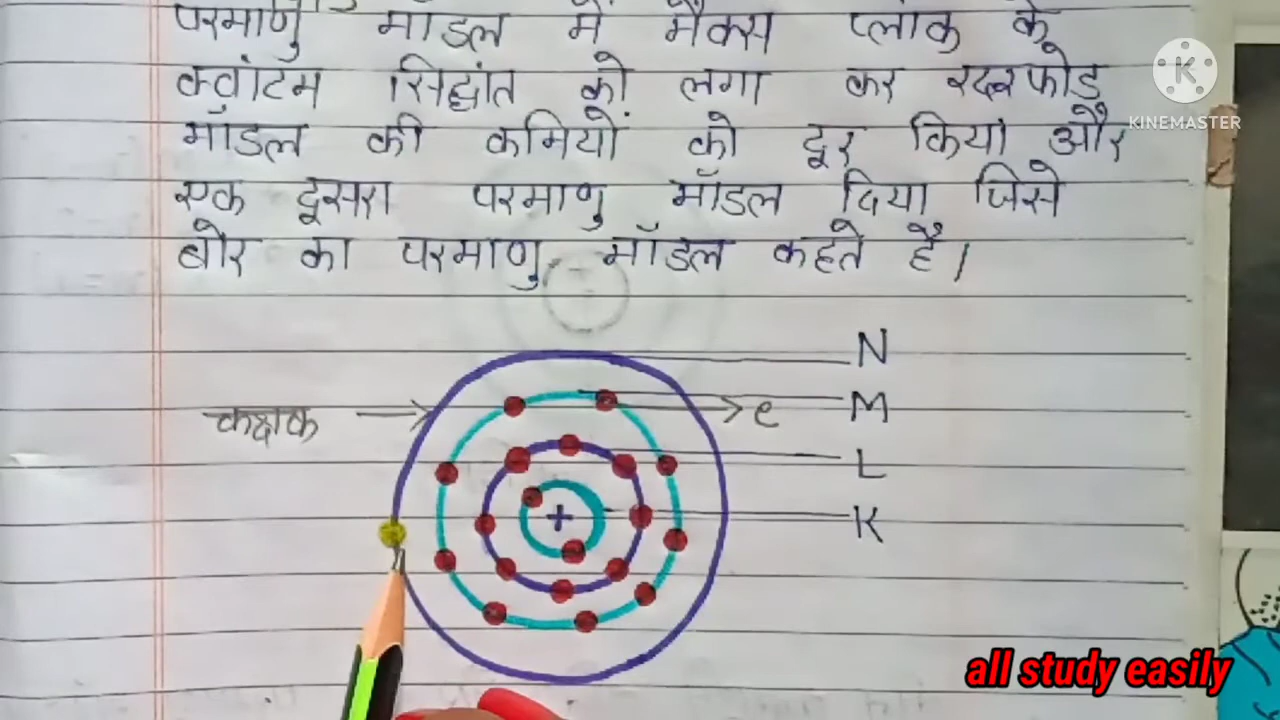 परमाणु मॉडल में मैक्स प्लांक के
क्वांटम सिद्धांत को लगा कर रदरफोर्ड
मॉडल की कमियों को दूर किया और
एक दूसरा परमाणु मॉडल दिया जिसे
बोर का परमाणु मॉडल कहते हैं।
K
KINEMASTER
N
कक्षक e M
L
+ K
all study easily